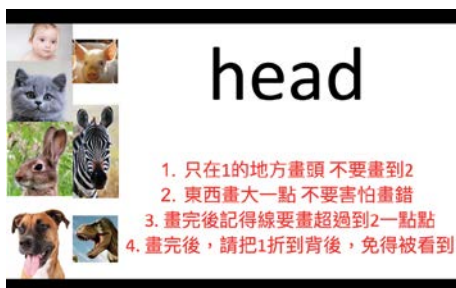 head
1. 只在1的地方畫頭 不要畫到2
2. 東西畫大一點 不要害怕畫錯
3. 畫完後記得線要畫超過到2一點點
4. 畫完後，請把1折到背後，免得被看到